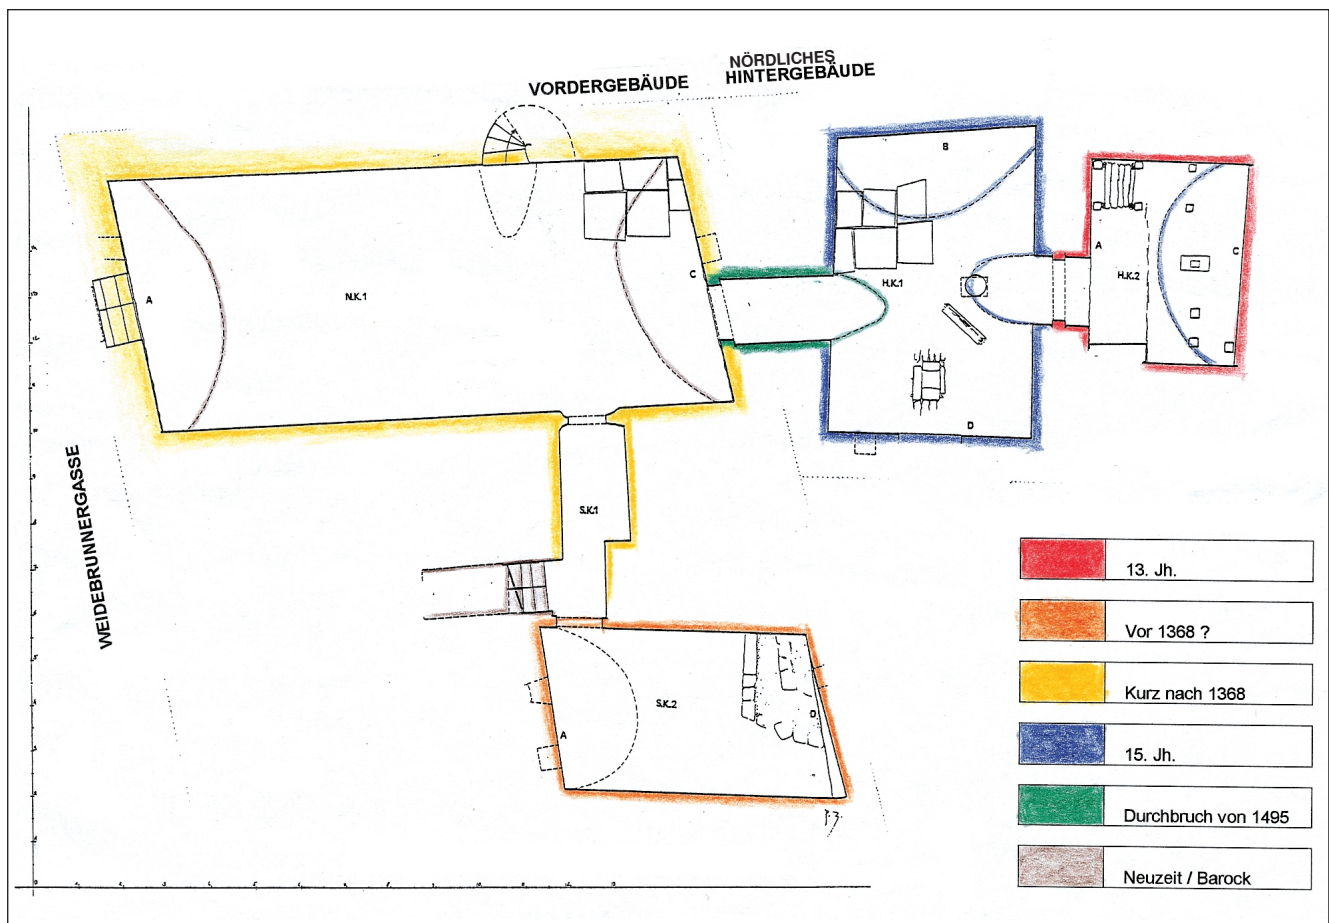 NÖRDLICHES
HINTERGEBÄUDE
VORDERGEBÄUDE
B
A
N.K.1
C
H.K.1
A
H.K.2
C
D
WEIDEBRUNNERGASSE
S.K.1
S.K.2
A
D
13. Jh.
Vor 1368 ?
Kurz nach 1368
15. Jh.
Durchbruch von 1495
Neuzeit / Barock